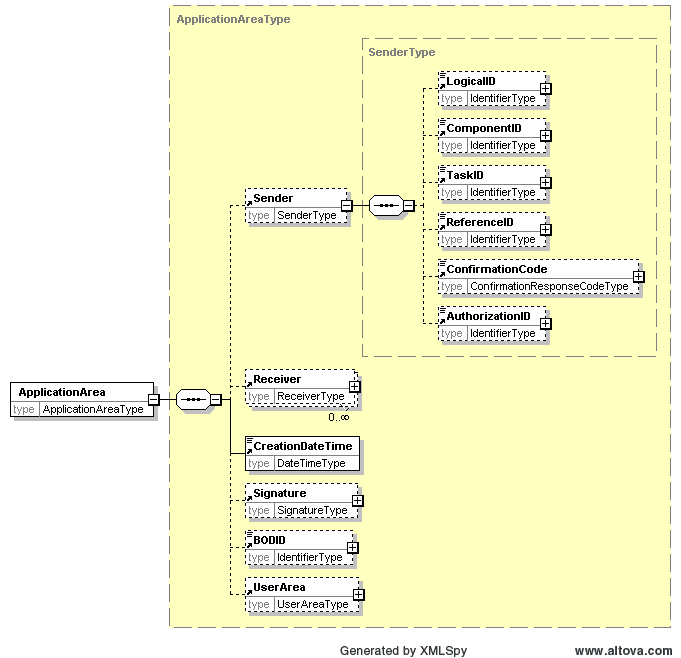 ApplicationAreaType
SenderType
LogicalID
type IdentifierType
ComponentID
type IdentifierType
TaskID
type IdentifierType
Sender
type SenderType
ReferenceID
type IdentifierType
ConfirmationCode
type ConfirmationResponseCodeType
AuthorizationID
type IdentifierType
ApplicationArea
type ApplicationAreaType
Receiver
type ReceiverType
0..∞
CreationDateTime
type DateTimeType
Signature
type SignatureType
BODID
type IdentifierType
UserArea
type UserAreaType
Generated by XMLSpy www.altova.com